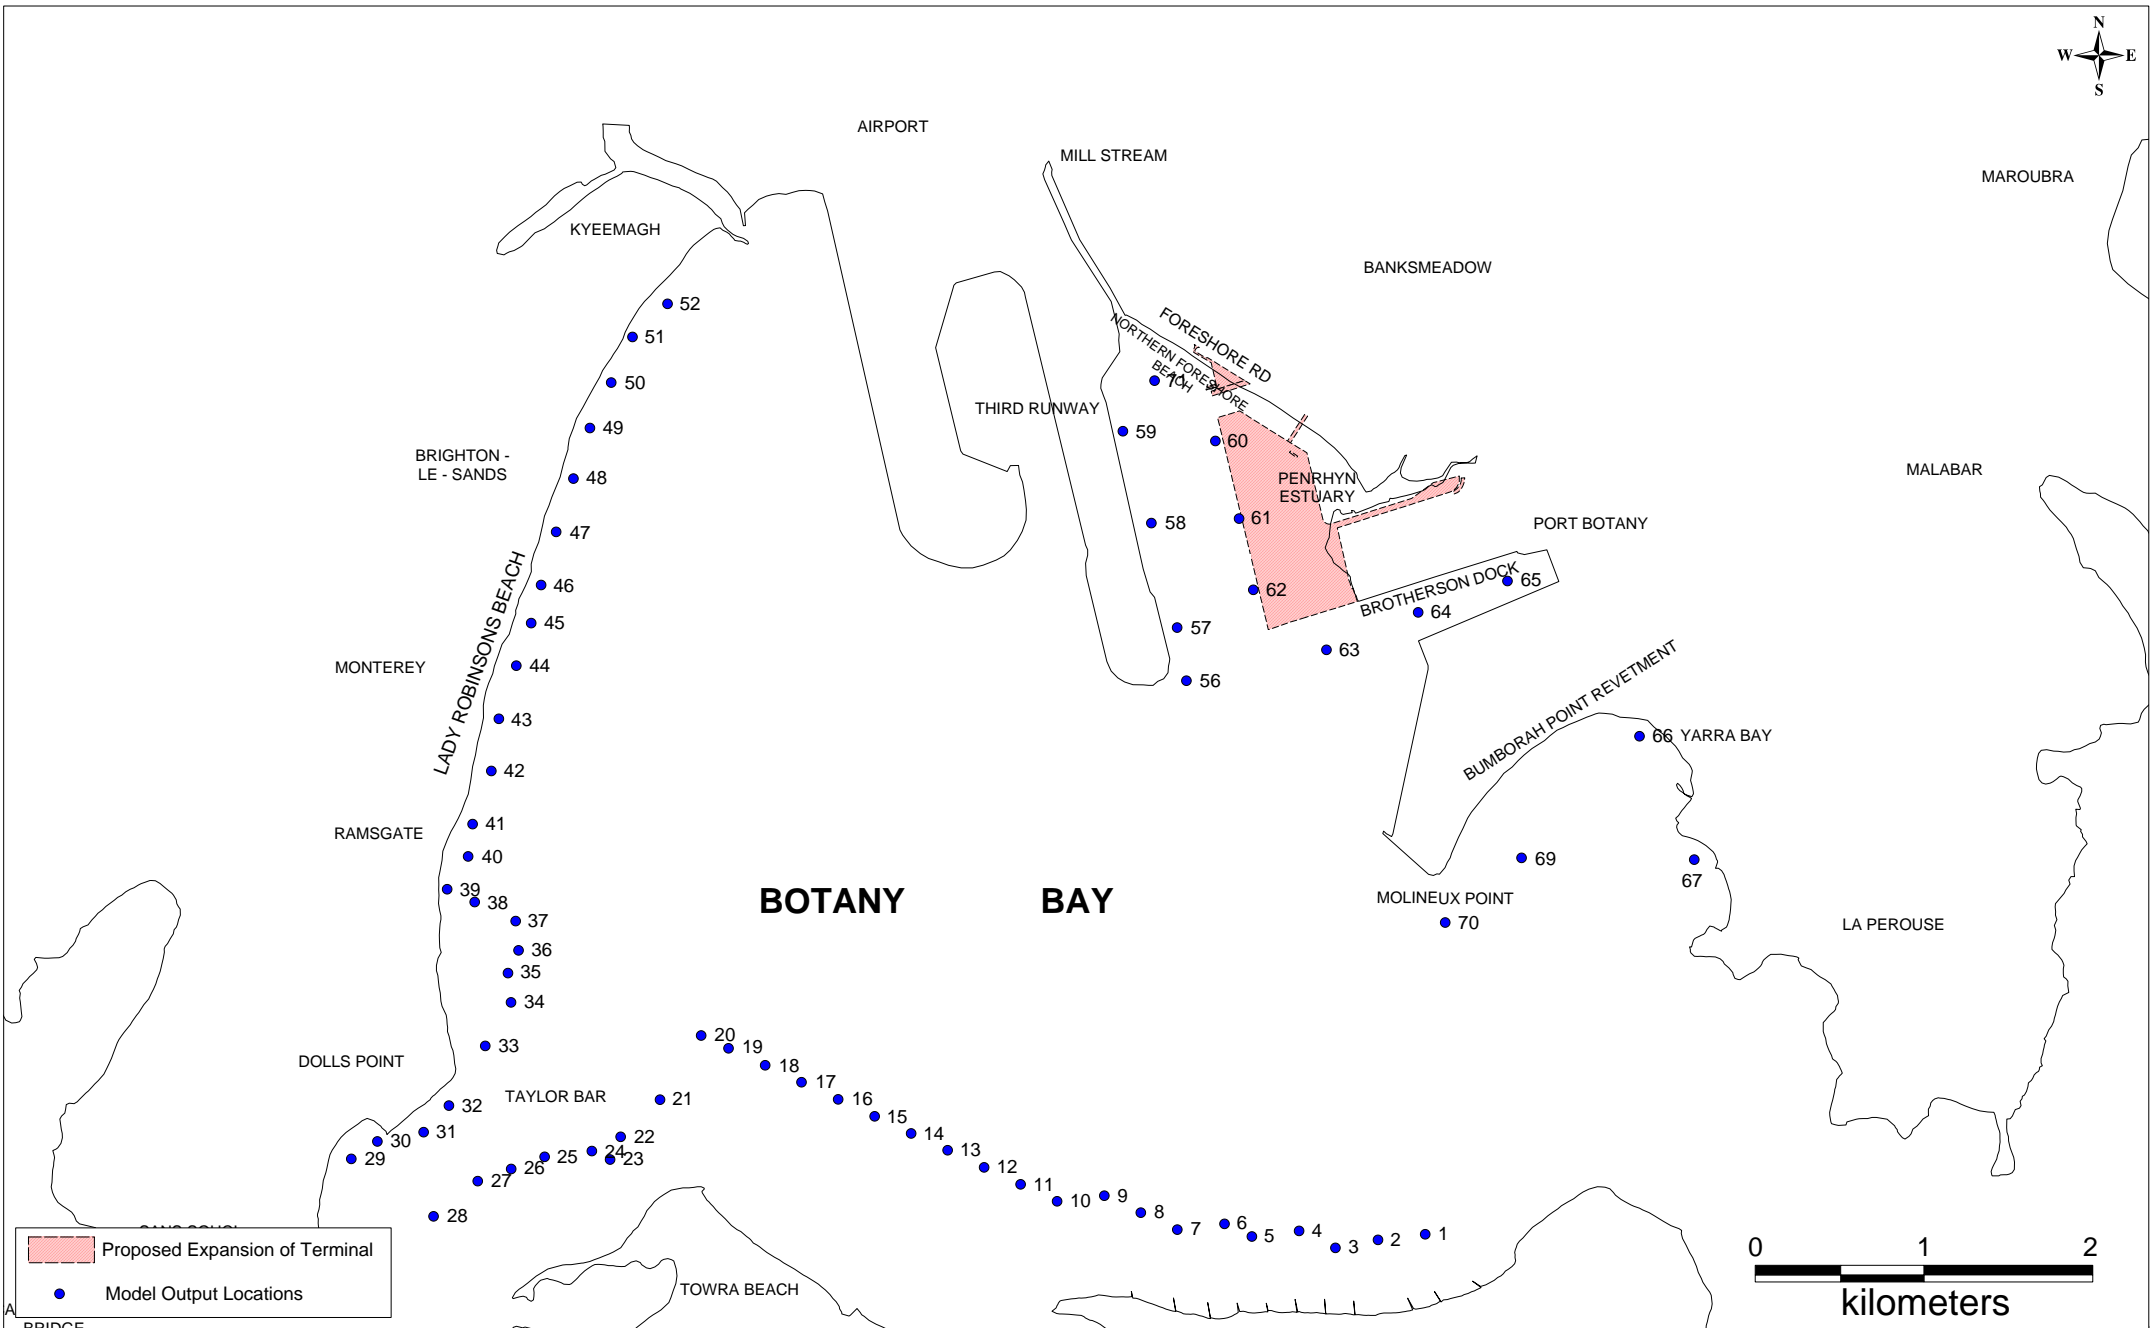 N
W E
S
AIRPORT
MILL STREAM
MAROUBRA
KYEEMAGH
BANKSMEADOW
52
FORESHORE RD
NORTHERN FORESHORE
BEACH
51
50
THIRD RUNWAY
49
59
60
BRIGHTON -
LE - SANDS
48
PENRHYN
ESTUARY
MALABAR
47
58
61
PORT BOTANY
LADY ROBINSONS BEACH
46
62
BROTHERSON DOCK
65
64
45
57
63
MONTEREY
44
56
BUMBORAH POINT REVETMENT
43
66 YARRA BAY
42
RAMSGATE
41
40
69
67
39
38
BOTANY BAY
MOLINEUX POINT
37
70
LA PEROUSE
36
35
34
20
33
19
DOLLS POINT
18
17
TAYLOR BAR
21
16
32
15
31
22
14
30
13
29
25
24
23
26
12
27
11
10
9
28
8
7
6
5
4
3
2
1
Proposed Expansion of Terminal
Model Output Locations
TOWRA BEACH
0 1 2
kilometers